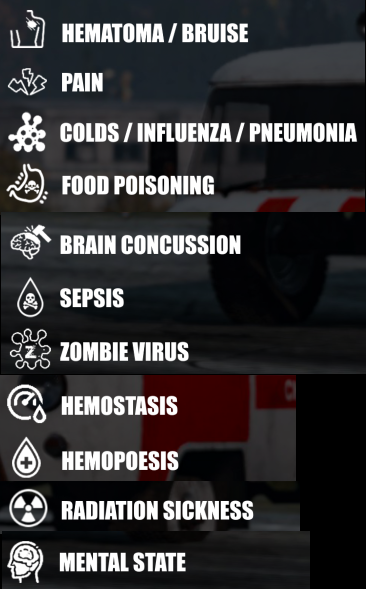 HEMATOMA / BRUISE
PAIN
COLDS / INFLUENZA / PNEUMONIA
FOOD POISONING
BRAIN CONCUSSION
SEPSIS
Z ZOMBIE VIRUS
HEMOSTASIS
HEMOPOESIS
RADIATION SICKNESS
MENTAL STATE